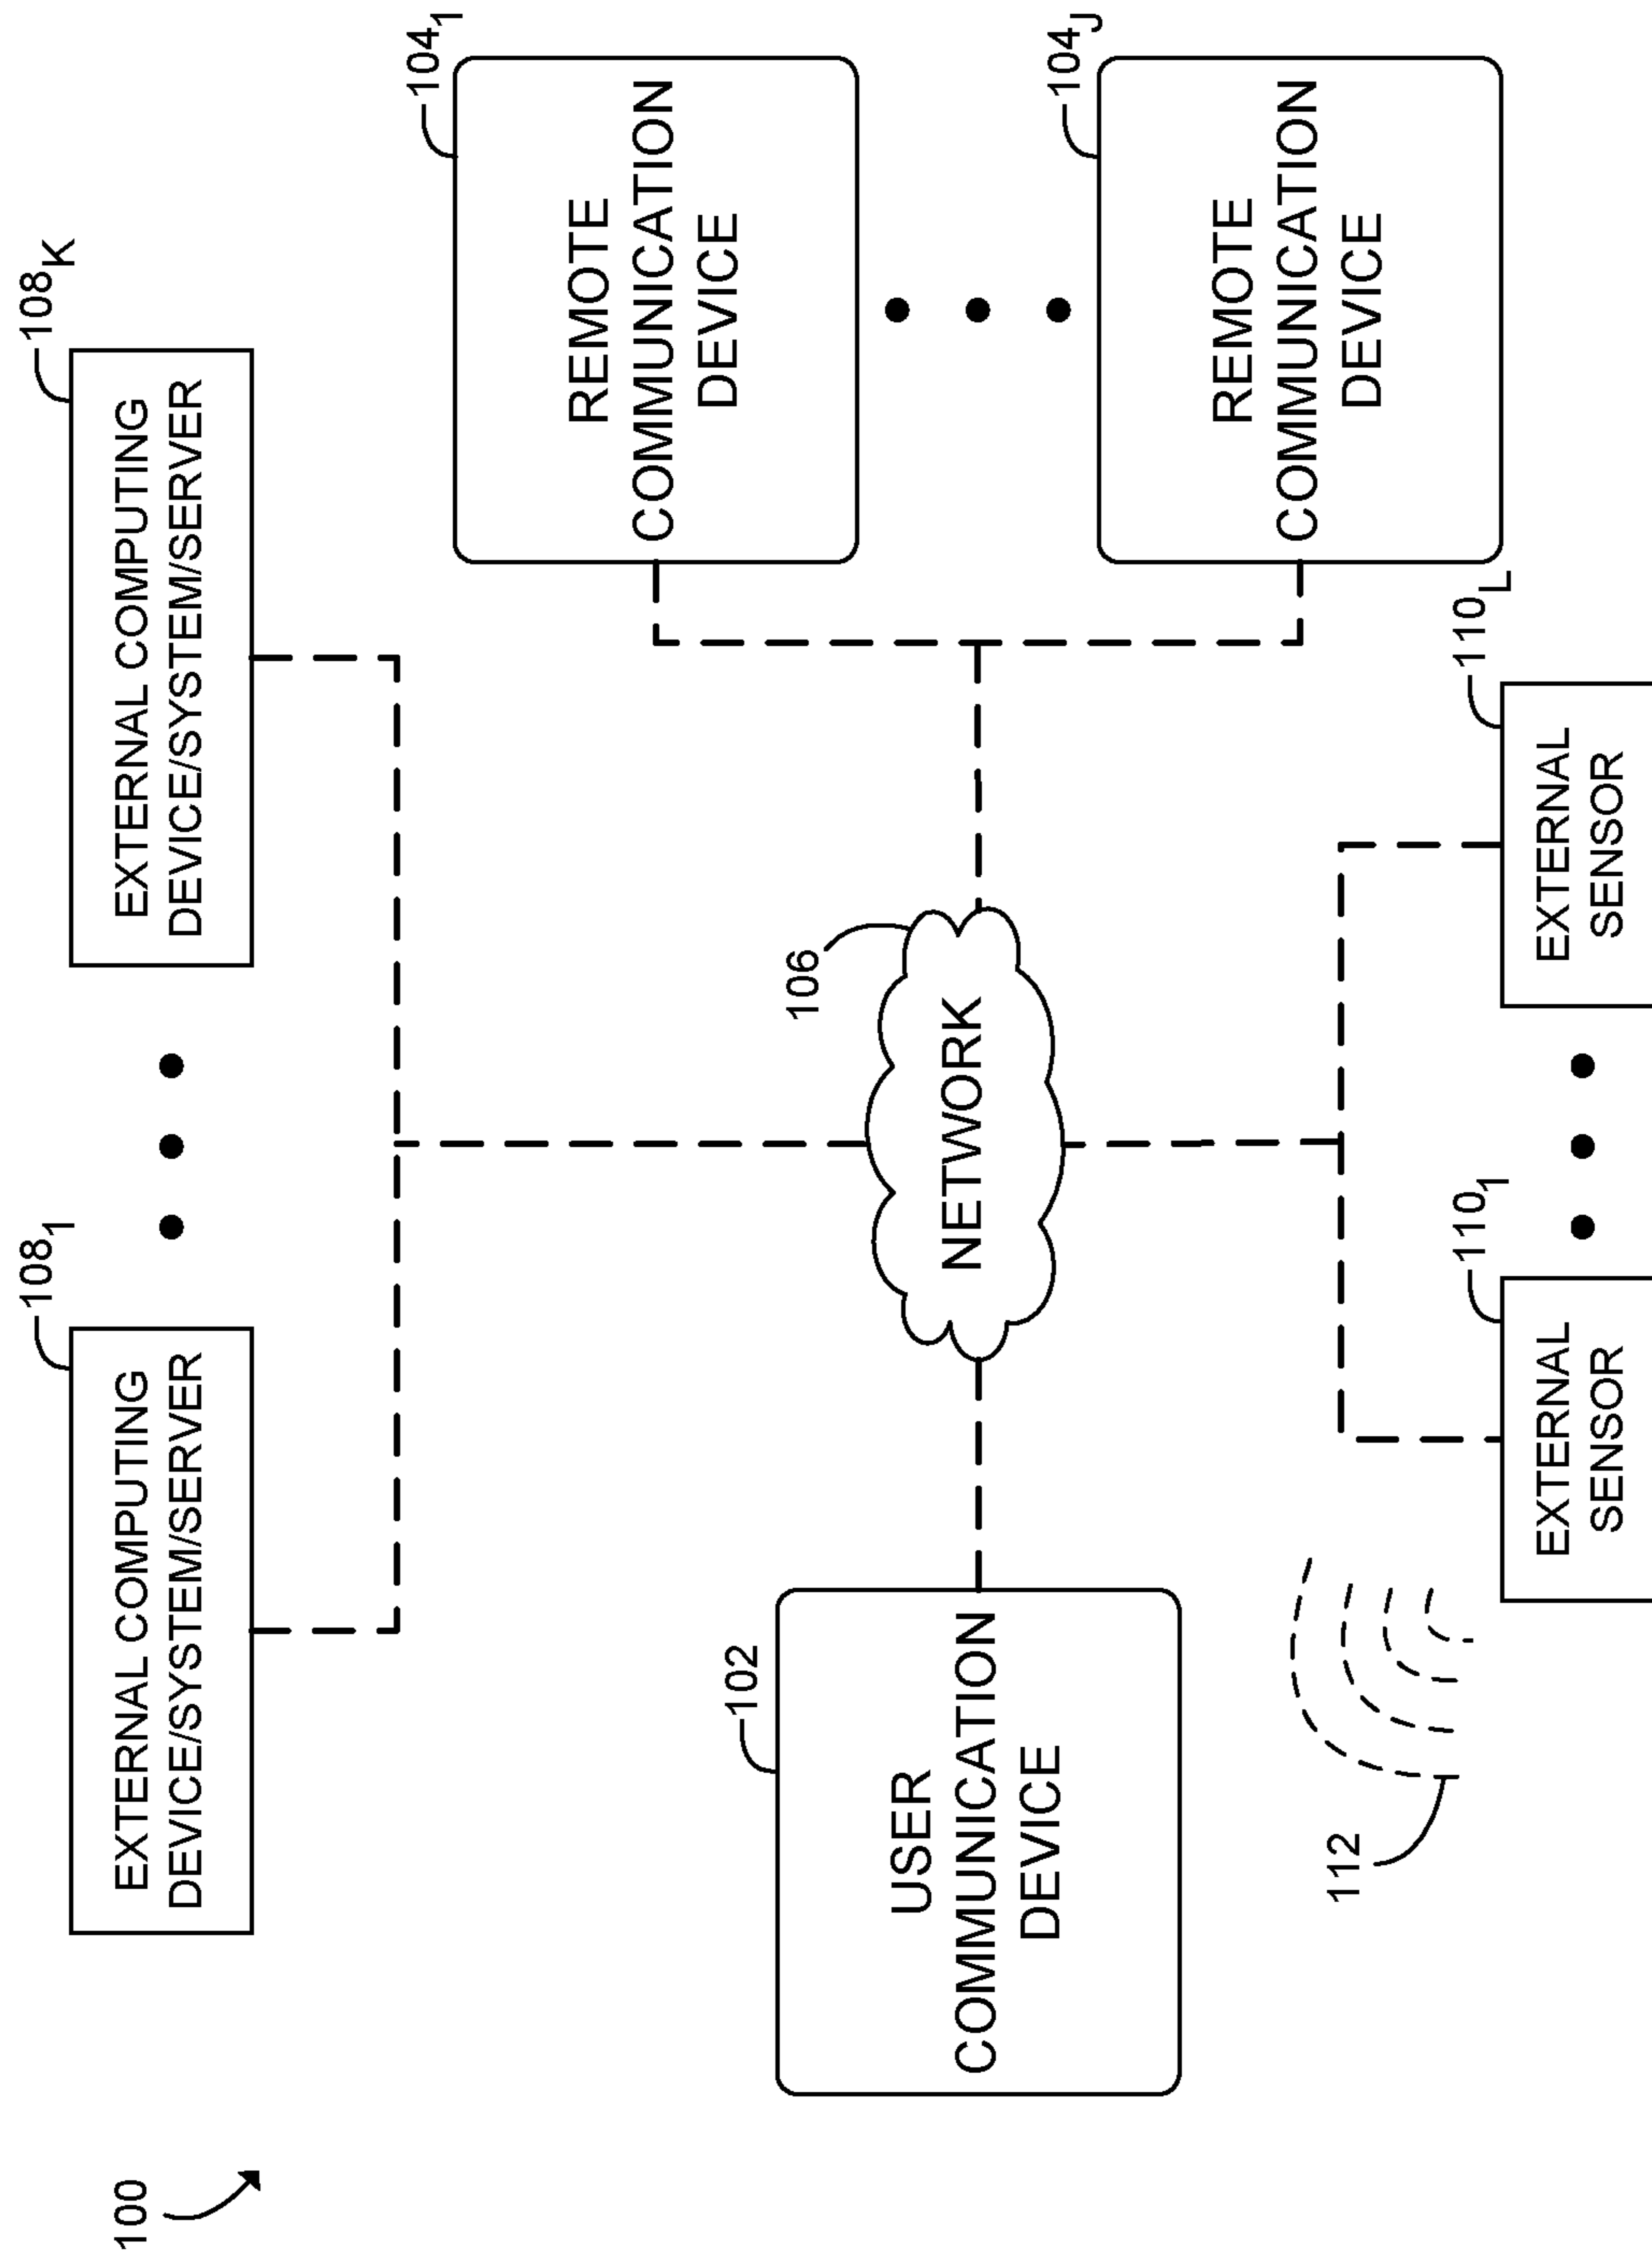 100
108₁
EXTERNAL COMPUTING
DEVICE/SYSTEM/SERVER
108ₖ
EXTERNAL COMPUTING
DEVICE/SYSTEM/SERVER
102
USER
COMMUNICATION
DEVICE
106
NETWORK
104₁
REMOTE
COMMUNICATION
DEVICE
104J
REMOTE
COMMUNICATION
DEVICE
112
110₁
EXTERNAL
SENSOR
110L
EXTERNAL
SENSOR